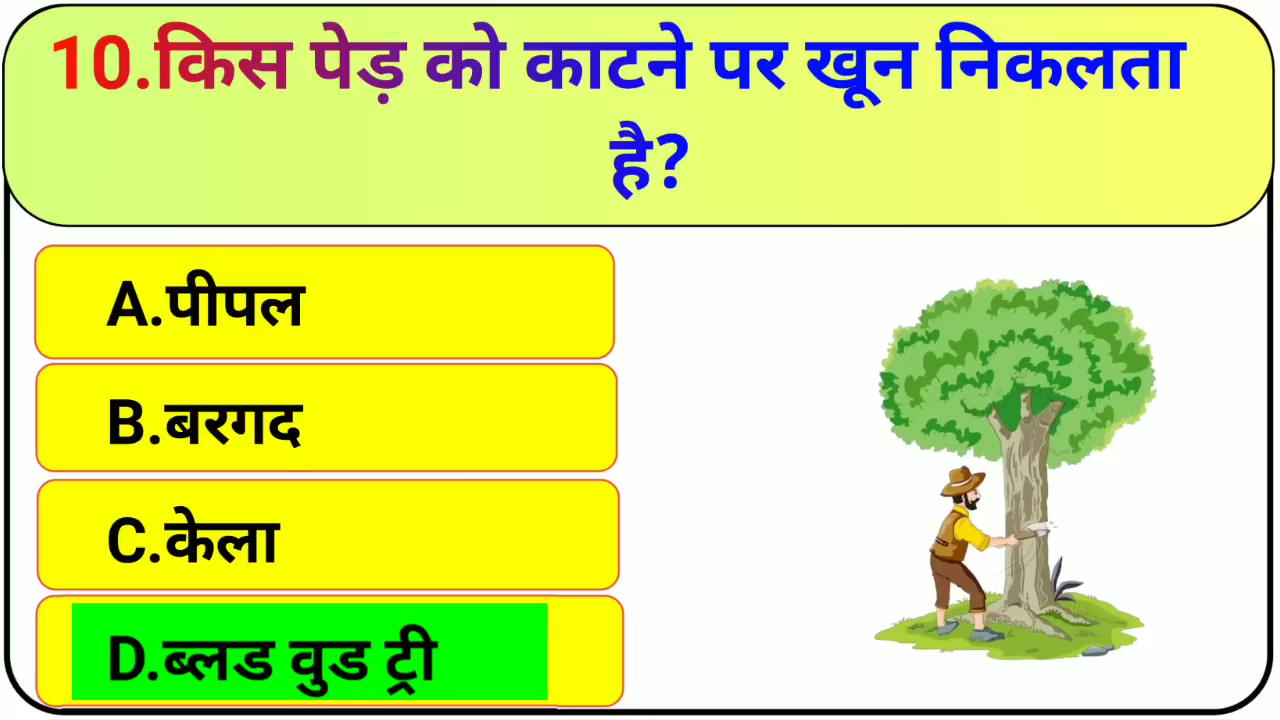 10.किस पेड़ को काटने पर खून निकलता
है?
A.पीपल
B.बरगद
C.केला
D.ब्लड वुड ट्री